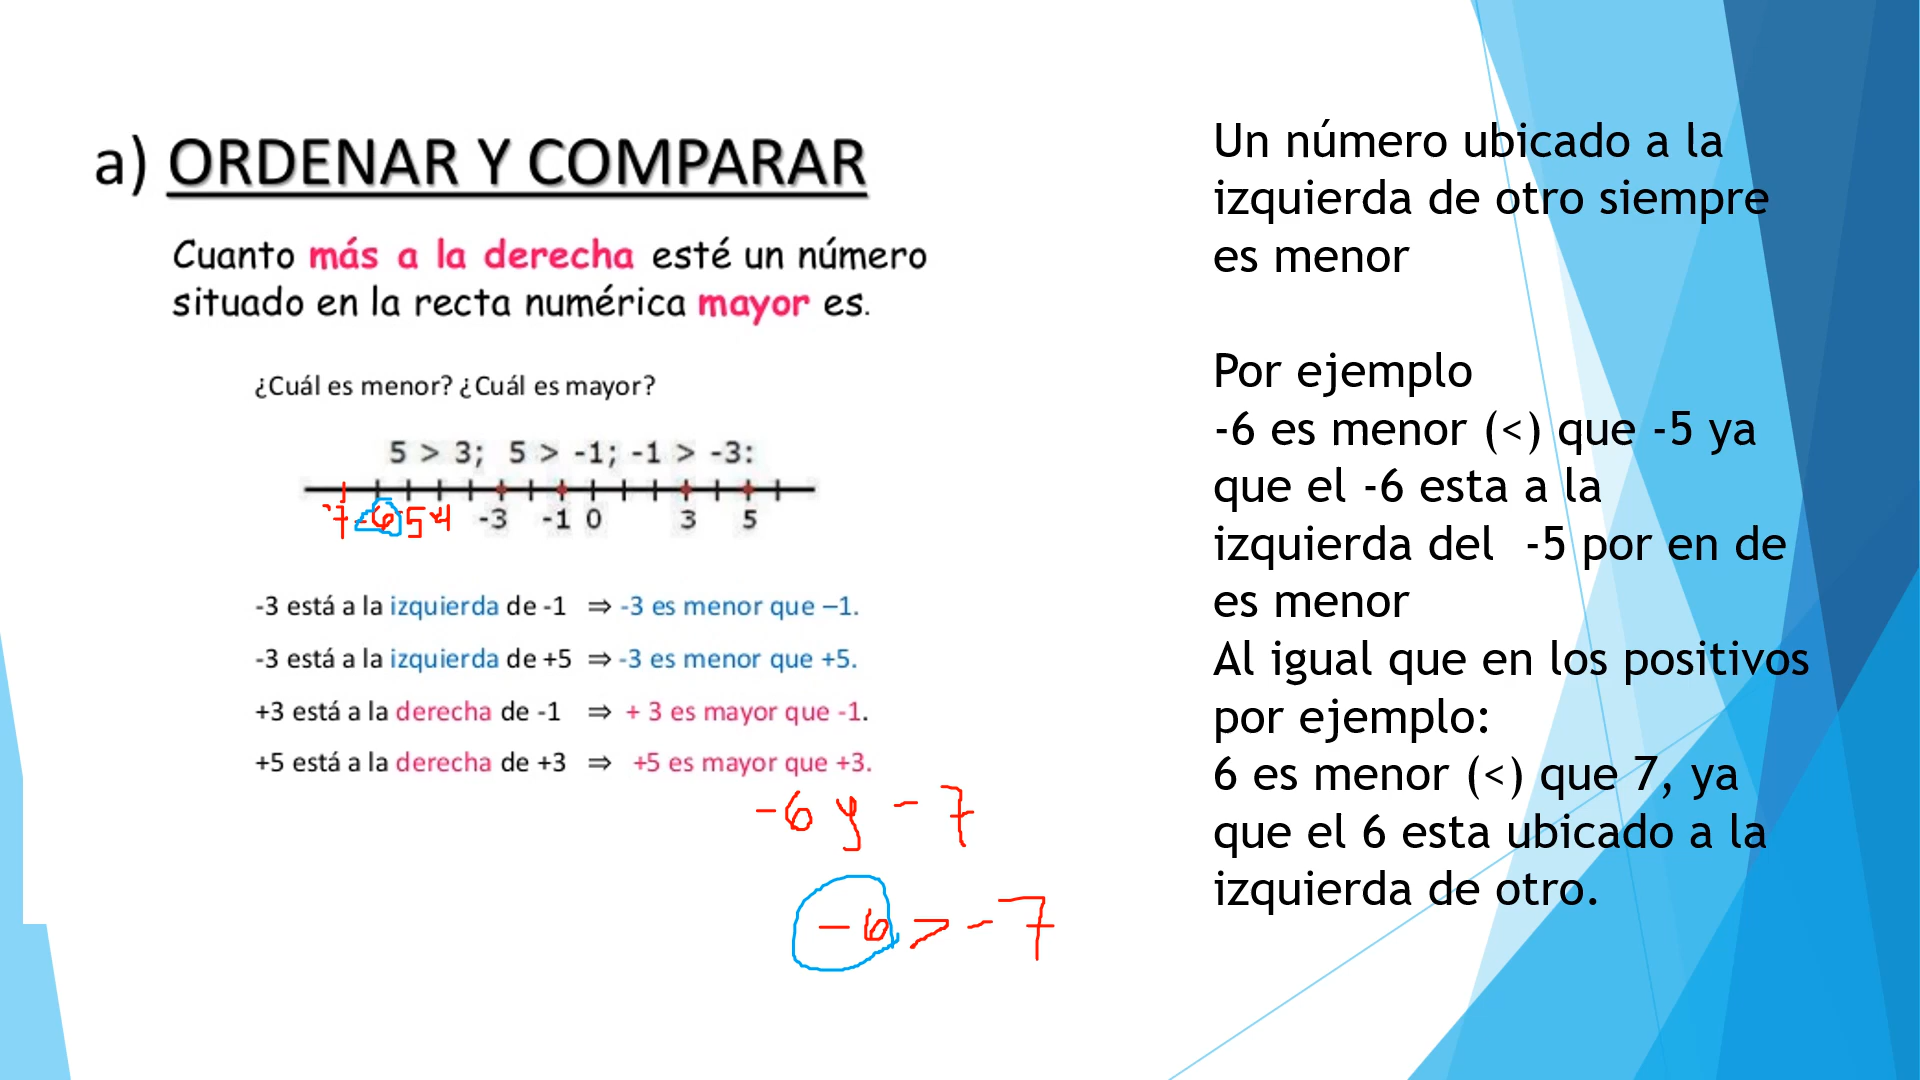 a) ORDENAR Y COMPARAR
Cuanto más a la derecha esté un número
situado en la recta numérica mayor es.
¿Cuál es menor? ¿Cuál es mayor?
5 > 3; 5 > -1; -1 > -3:
-7 -6 -5 -4 -3 -1 0 3 5
-3 está a la izquierda de -1 ⇒ -3 es menor que –1.
-3 está a la izquierda de +5 ⇒ -3 es menor que +5.
+3 está a la derecha de -1 ⇒ + 3 es mayor que -1.
+5 está a la derecha de +3 ⇒ +5 es mayor que +3.
-6 y -7
-6 > -7
Un número ubicado a la
izquierda de otro siempre
es menor
Por ejemplo
-6 es menor (<) que -5 ya
que el -6 esta a la
izquierda del -5 por en de
es menor
Al igual que en los positivos
por ejemplo:
6 es menor (<) que 7, ya
que el 6 esta ubicado a la
izquierda de otro.